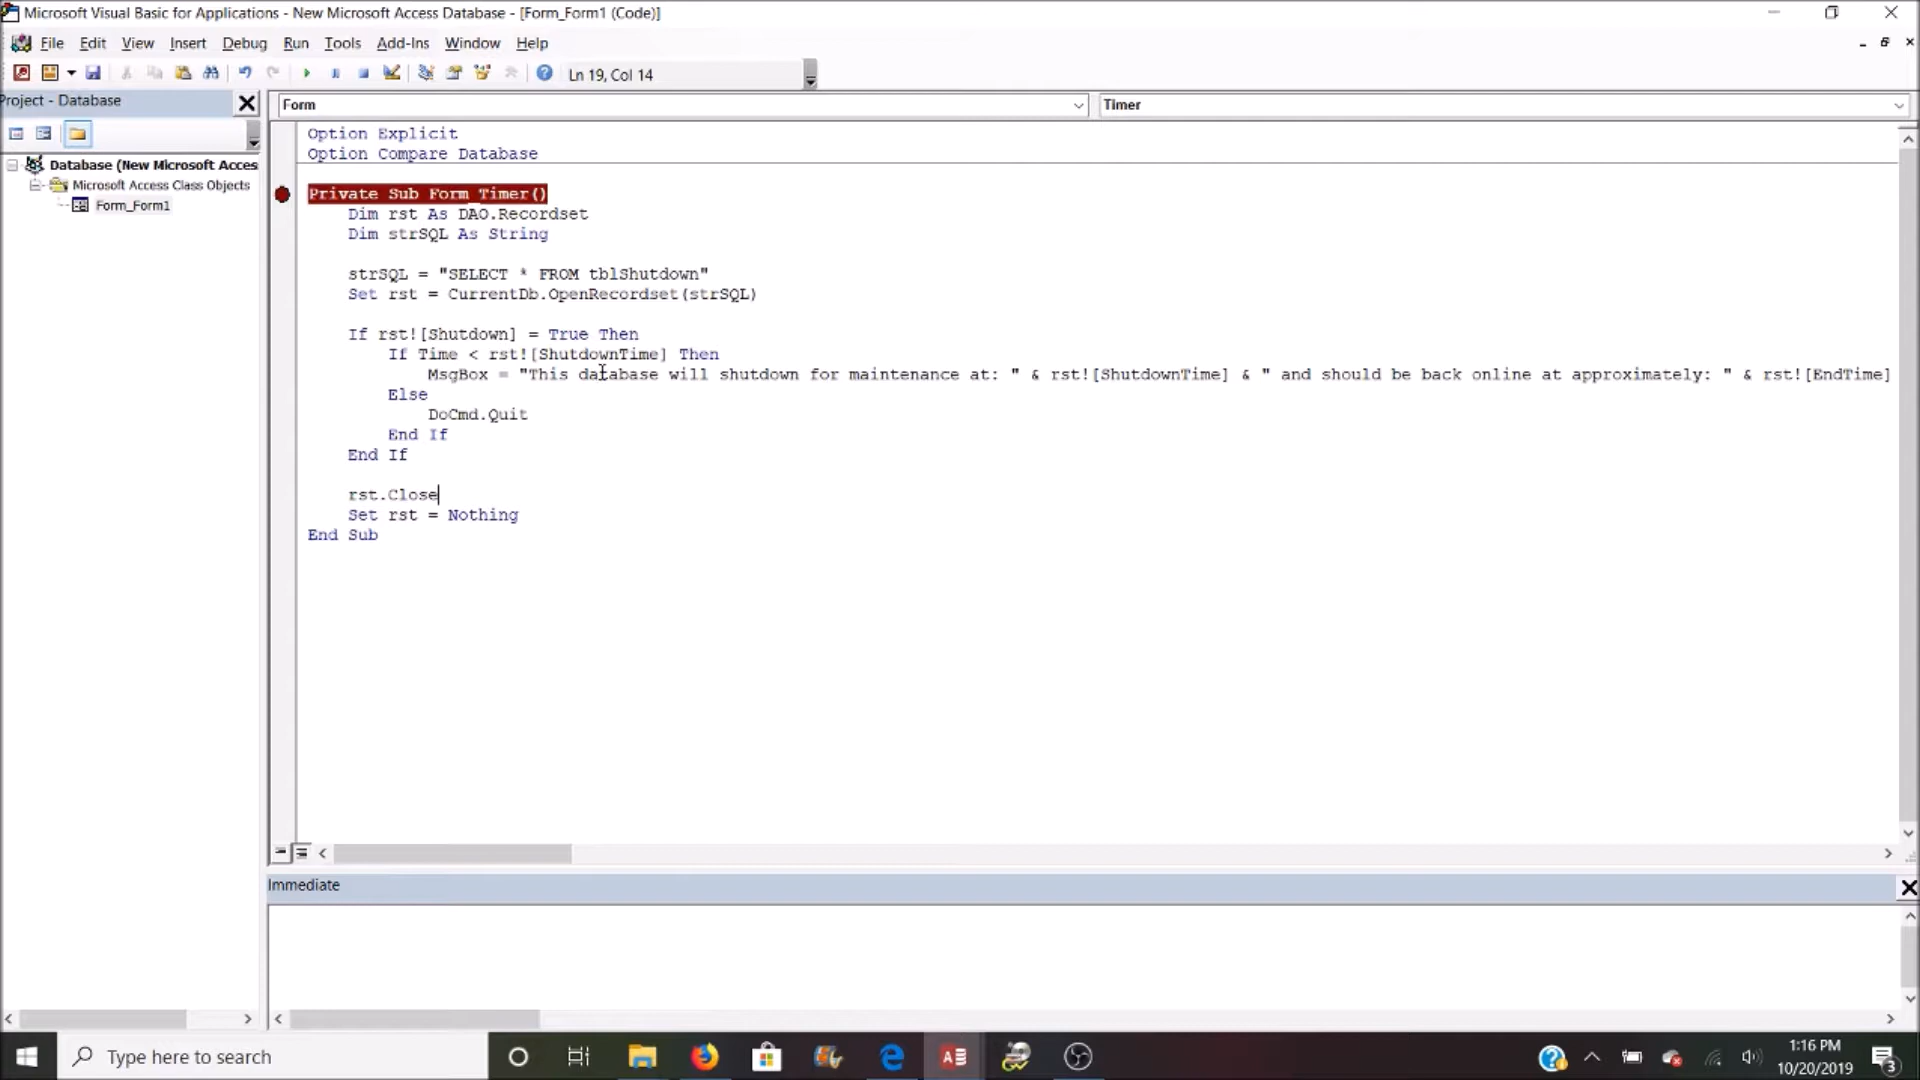 Microsoft Visual Basic for Applications - New Microsoft Access Database - [Form_Form1 (Code)]
File Edit View Insert Debug Run Tools Add-Ins Window Help
Ln 19, Col 14
Project - Database
Form
Timer
Database (New Microsoft Acces
Microsoft Access Class Objects
Form_Form1
Option Explicit
Option Compare Database
Private Sub Form_Timer()
Dim rst As DAO.Recordset
Dim strSQL As String
strSQL = "SELECT * FROM tblShutdown"
Set rst = CurrentDb.OpenRecordset(strSQL)
If rst![Shutdown] = True Then
If Time < rst![ShutdownTime] Then
MsgBox = "This database will shutdown for maintenance at: " & rst![ShutdownTime] & " and should be back online at approximately: " & rst![EndTime]
Else
DoCmd.Quit
End If
End If
rst.Close
Set rst = Nothing
End Sub
Immediate
Type here to search
1:16 PM
10/20/2019
3